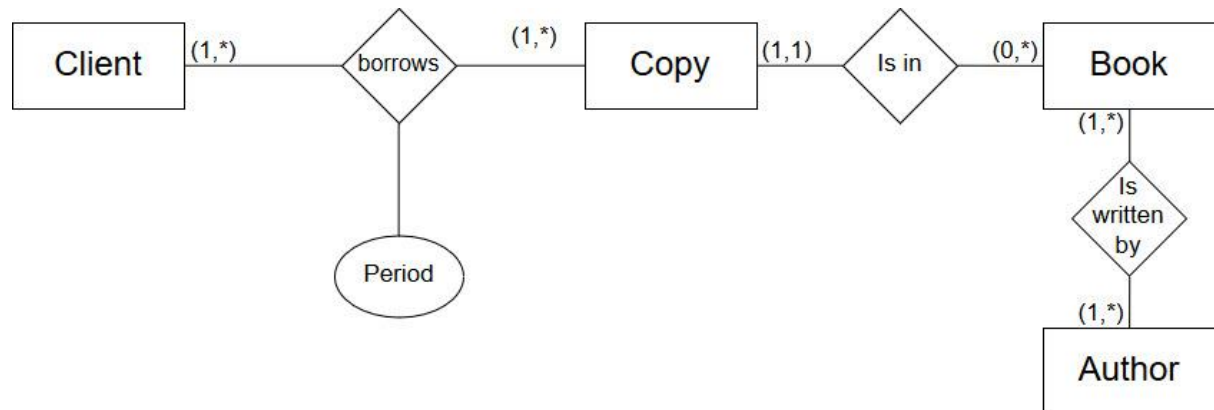 Client
(1,*)
borrows
(1,*)
Copy
(1,1)
Is in
(0,*)
Book
(1,*)
Is
written
by
Period
(1,*)
Author